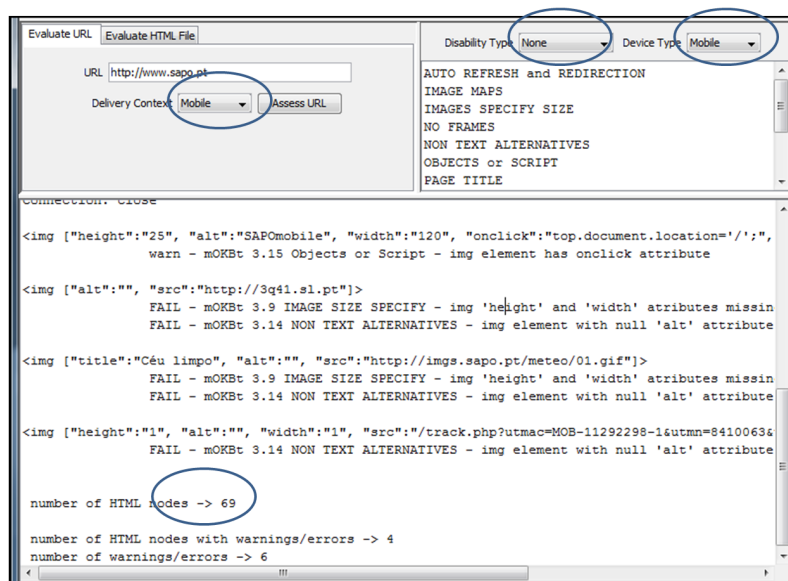 Evaluate URL Evaluate HTML File
URL http://www.sapo.pt
Delivery Context Mobile Assess URL
Disability Type None Device Type Mobile
AUTO REFRESH and REDIRECTION
IMAGE MAPS
IMAGES SPECIFY SIZE
NO FRAMES
NON TEXT ALTERNATIVES
OBJECTS or SCRIPT
PAGE TITLE
Connection: Close
<img ["height":"25", "alt":"SAPOmobile", "width":"120", "onclick":"top.document.location='/';",
warn - mOKBt 3.15 Objects or Script - img element has onclick attribute
<img ["alt":"", "src":"http://3q41.sl.pt"]>
FAIL - mOKBt 3.9 IMAGE SIZE SPECIFY - img 'height' and 'width' atributes missin
FAIL - mOKBt 3.14 NON TEXT ALTERNATIVES - img element with null 'alt' attribute
<img ["title":"Céu limpo", "alt":"", "src":"http://imgs.sapo.pt/meteo/01.gif"]>
FAIL - mOKBt 3.9 IMAGE SIZE SPECIFY - img 'height' and 'width' atributes missin
FAIL - mOKBt 3.14 NON TEXT ALTERNATIVES - img element with null 'alt' attribute
<img ["height":"1", "alt":"", "width":"1", "src":"/track.php?utmac=MOB-11292298-1&utmn=8410063&
FAIL - mOKBt 3.14 NON TEXT ALTERNATIVES - img element with null 'alt' attribute
number of HTML nodes -> 69
number of HTML nodes with warnings/errors -> 4
number of warnings/errors -> 6